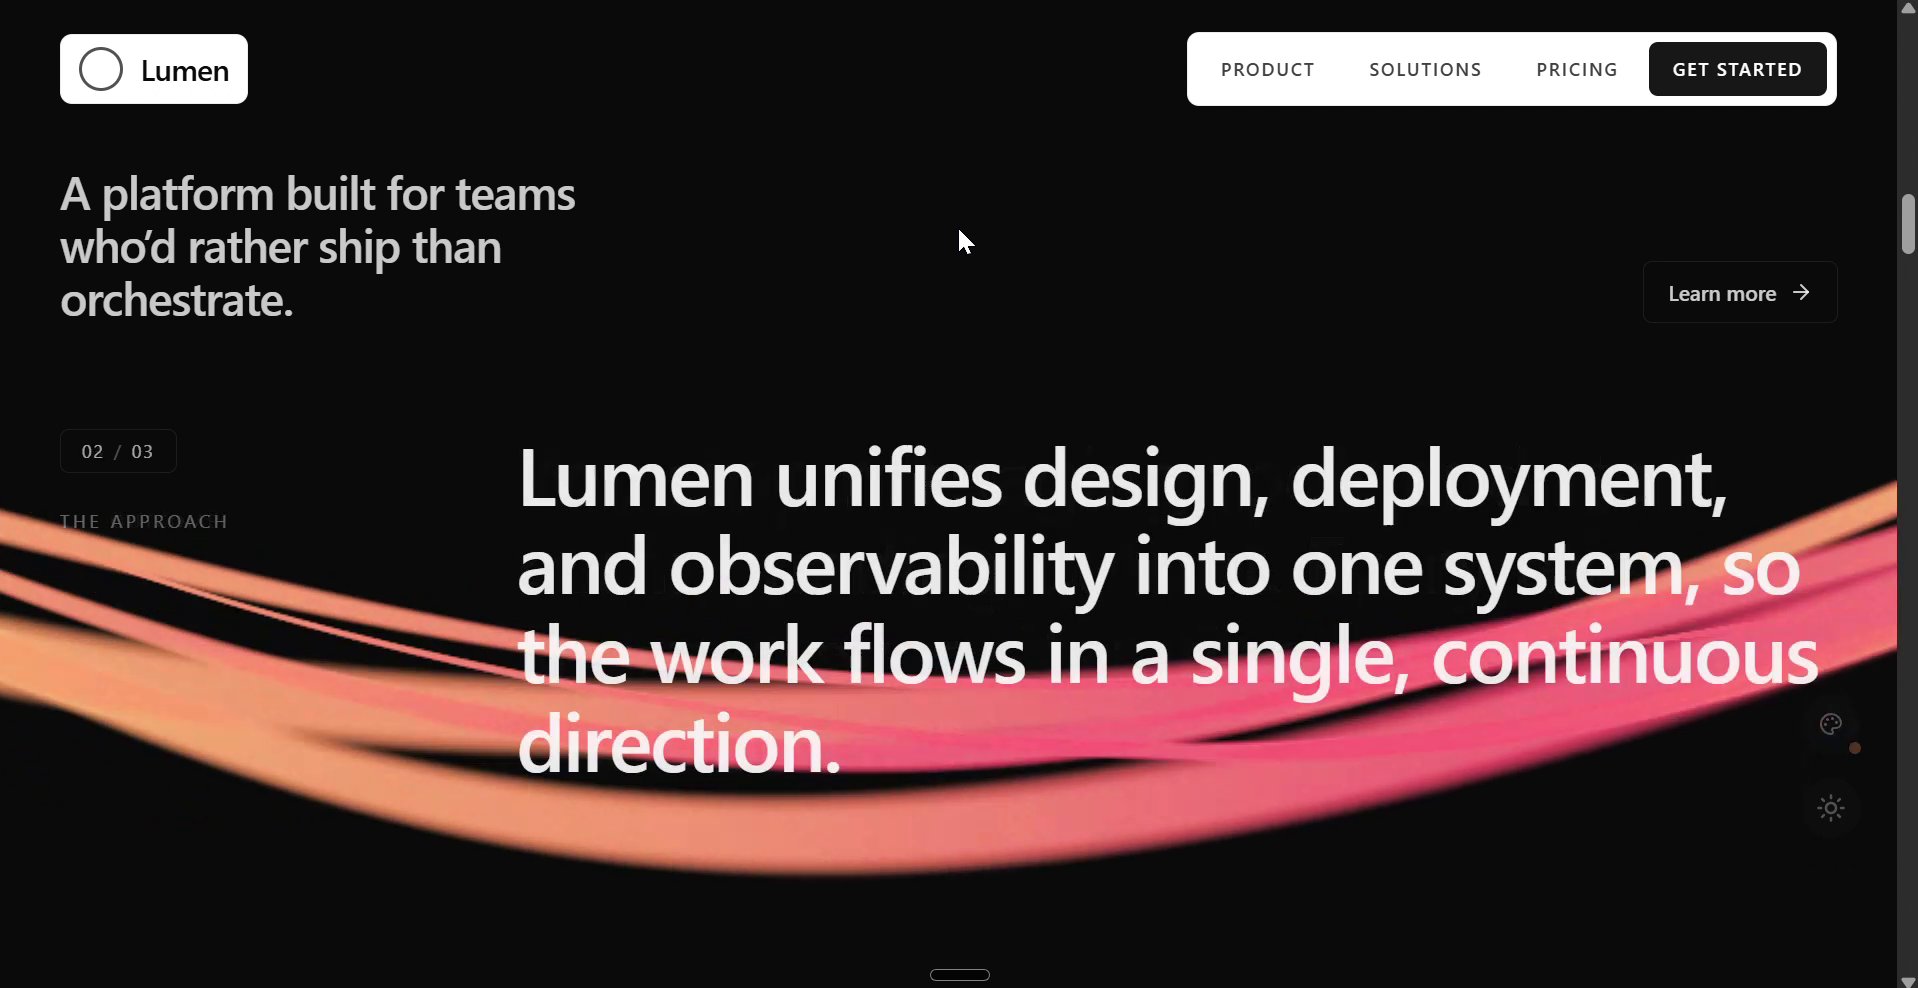 Lumen
PRODUCT SOLUTIONS PRICING GET STARTED
A platform built for teams
who’d rather ship than
orchestrate.
Learn more
02 / 03
THE APPROACH
Lumen unifies design, deployment,
and observability into one system, so
the work flows in a single, continuous
direction.